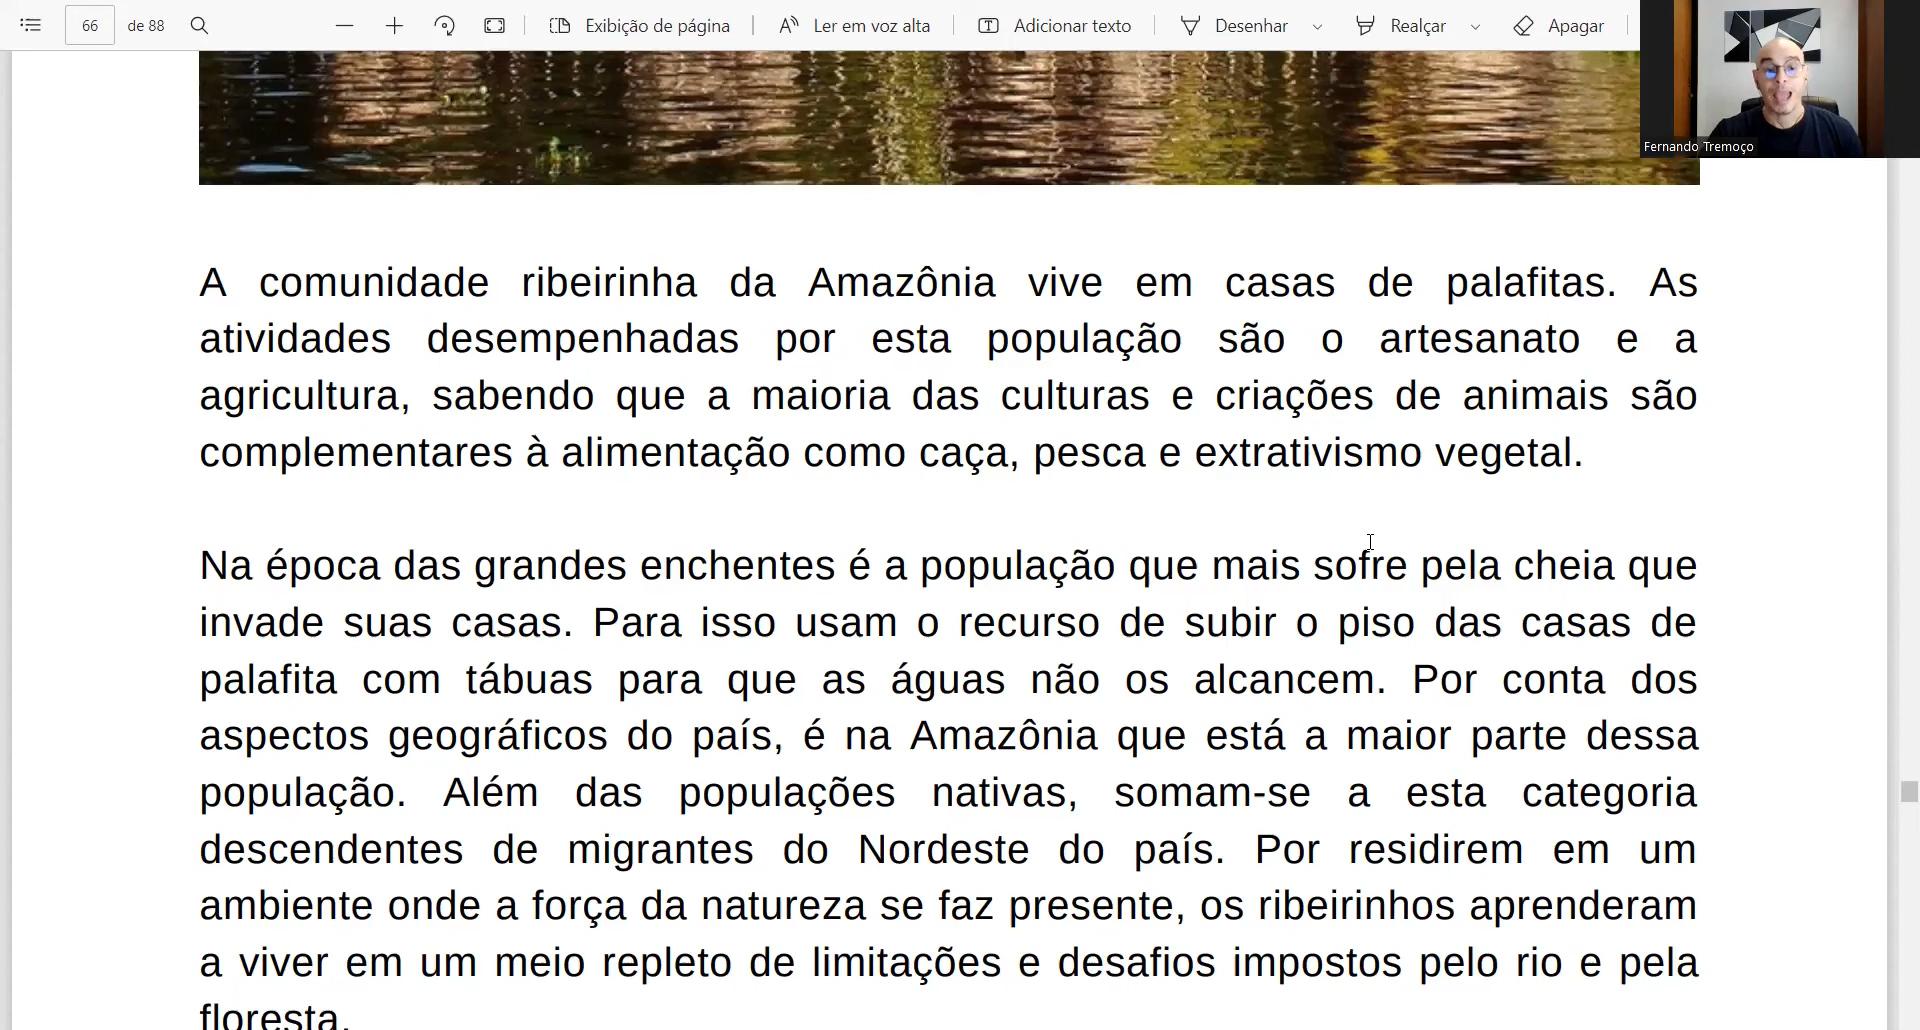 66 de 88 Exibição de página Ler em voz alta Adicionar texto Desenhar Realçar Apagar
Fernando Tremoço
A comunidade ribeirinha da Amazônia vive em casas de palafitas. As
atividades desempenhadas por esta população são o artesanato e a
agricultura, sabendo que a maioria das culturas e criações de animais são
complementares à alimentação como caça, pesca e extrativismo vegetal.
Na época das grandes enchentes é a população que mais sofre pela cheia que
invade suas casas. Para isso usam o recurso de subir o piso das casas de
palafita com tábuas para que as águas não os alcancem. Por conta dos
aspectos geográficos do país, é na Amazônia que está a maior parte dessa
população. Além das populações nativas, somam-se a esta categoria
descendentes de migrantes do Nordeste do país. Por residirem em um
ambiente onde a força da natureza se faz presente, os ribeirinhos aprenderam
a viver em um meio repleto de limitações e desafios impostos pelo rio e pela
floresta.